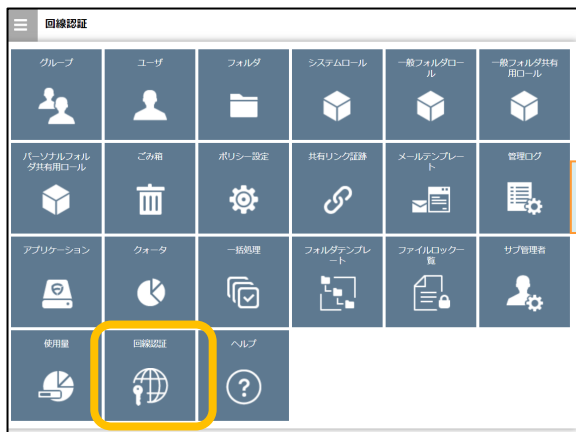 回線認証
グループ
ユーザ
フォルダ
システムロール
一般フォルダロー
ル
一般フォルダ共有
用ロール
パーソナルフォル
ダ共有用ロール
ごみ箱
ポリシー設定
共有リンク証跡
メールテンプレー
ト
管理ログ
アプリケーション
クォータ
一括処理
フォルダテンプレ
ート
ファイルロック一
覧
サブ管理者
使用量
回線認証
ヘルプ
?